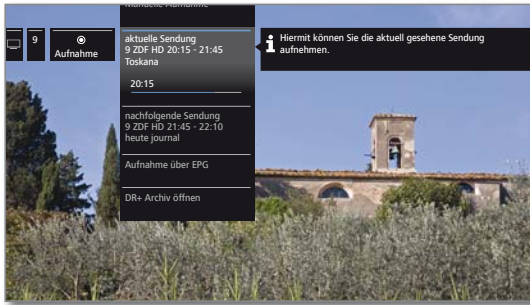 Manuelle Aufnahme
9
Aufnahme
aktuelle Sendung
9 ZDF HD 20:15 - 21:45
Toskana
20:15
nachfolgende Sendung
9 ZDF HD 21:45 - 22:10
heute journal
Aufnahme über EPG
DR+ Archiv öffnen
Hiermit können Sie die aktuell gesehene Sendung
aufnehmen.